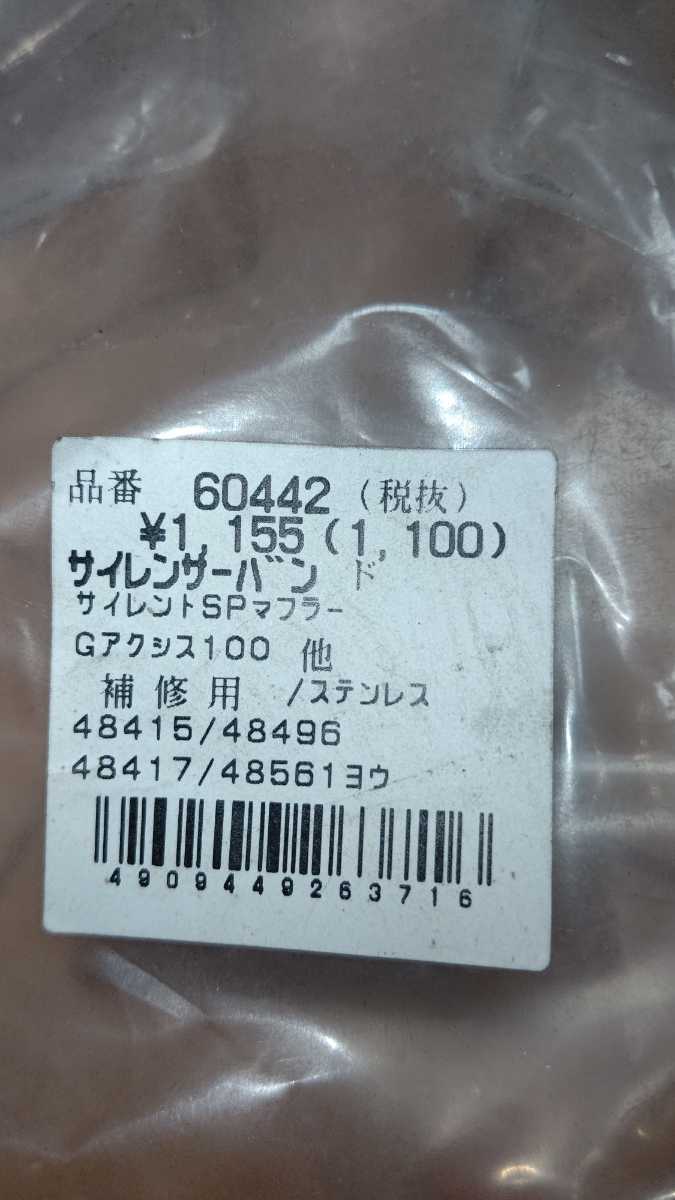 品番 60442 (税抜)
¥1,155(1,100)
サイレンサーバンド
サイレントSPマフラー
Gアクシス100 他
補修用 /ステンレス
48415/48496
48417/48561ヨウ
4909449263716